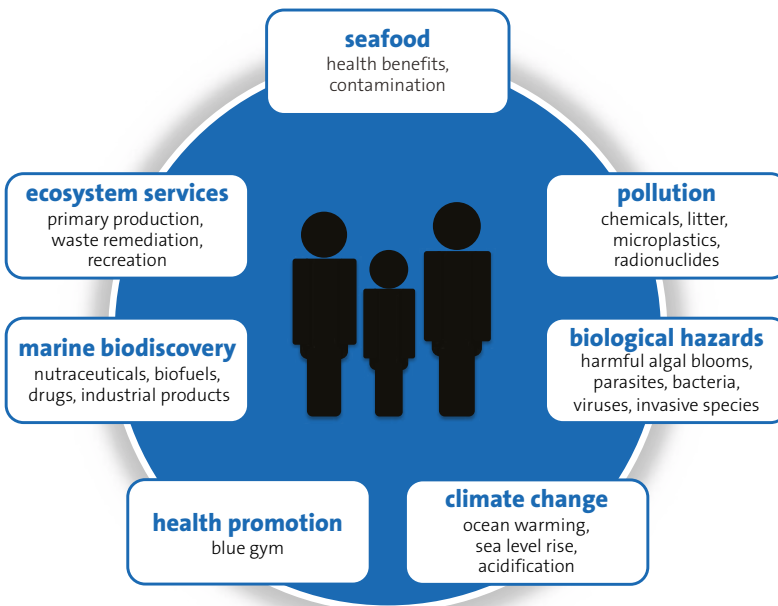 seafood
health benefits,
contamination
ecosystem services
primary production,
waste remediation,
recreation
pollution
chemicals, litter,
microplastics,
radionuclides
marine biodiscovery
nutraceuticals, biofuels,
drugs, industrial products
biological hazards
harmful algal blooms,
parasites, bacteria,
viruses, invasive species
health promotion
blue gym
climate change
ocean warming,
sea level rise,
acidification